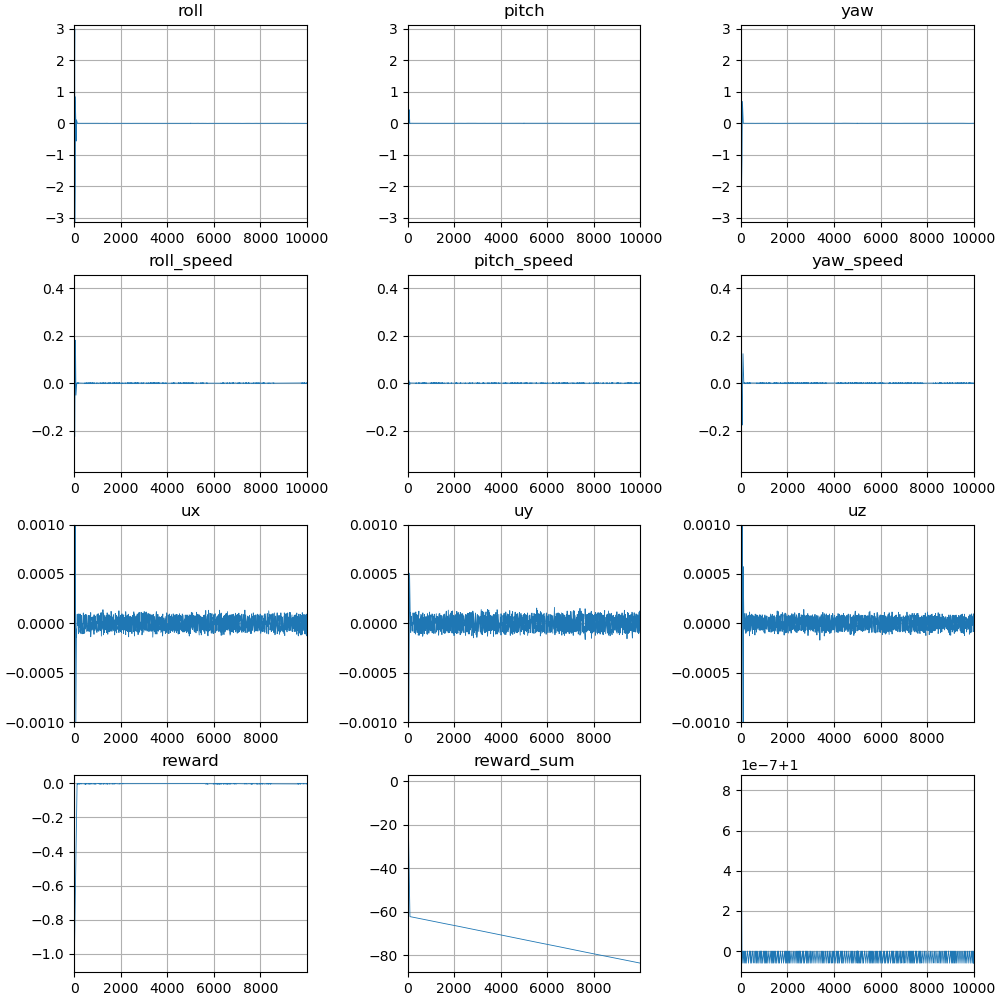 roll pitch yaw
3 3 3
2 2 2
1 1 1
0 0 0
−1 −1 −1
−2 −2 −2
−3 −3 −3
0 2000 4000 6000 8000 10000 0 2000 4000 6000 8000 10000 0 2000 4000 6000 8000 10000
roll_speed pitch_speed yaw_speed
0.4 0.4 0.4
0.2 0.2 0.2
0.0 0.0 0.0
−0.2 −0.2 −0.2
0 2000 4000 6000 8000 10000 0 2000 4000 6000 8000 10000 0 2000 4000 6000 8000 10000
ux uy uz
0.0010 0.0010 0.0010
0.0005 0.0005 0.0005
0.0000 0.0000 0.0000
−0.0005 −0.0005 −0.0005
−0.0010 −0.0010 −0.0010
0 2000 4000 6000 8000 0 2000 4000 6000 8000 0 2000 4000 6000 8000
reward reward_sum 1e−7+1
0.0 0 8
−0.2 −20 6
−0.4 −40 4
−0.6 −60 2
−0.8 −80 0
−1.0
0 2000 4000 6000 8000 0 2000 4000 6000 8000 0 2000 4000 6000 8000 10000